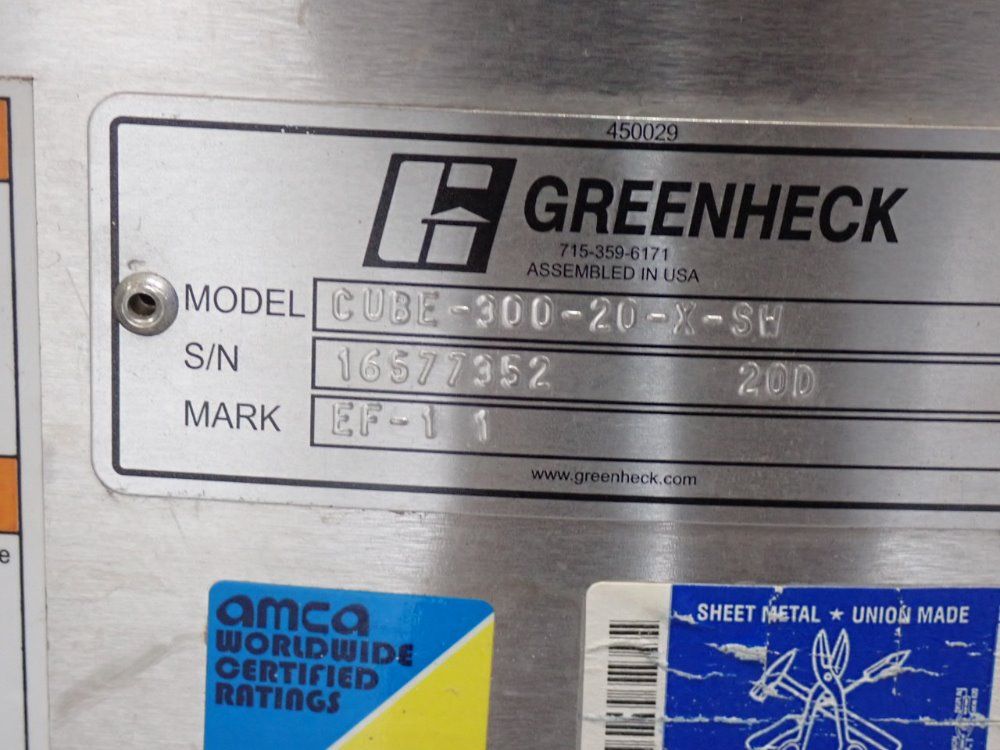 450029
GREENHECK
715-359-6171
ASSEMBLED IN USA
MODEL CUBE-300-20-X-SW
S/N 16577352 20D
MARK EF-1 1
www.greenheck.com
e
amca
WORLDWIDE
CERTIFIED
RATINGS
SHEET METAL ★ UNION MADE